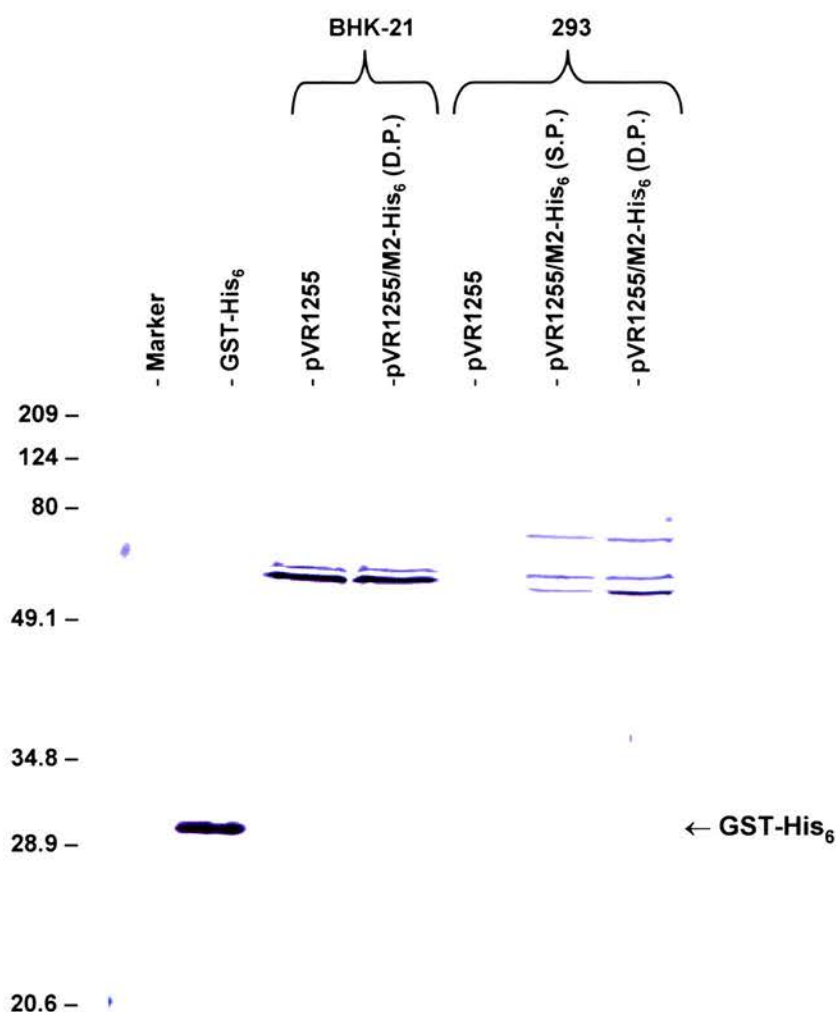 BHK-21 293
- Marker
- GST-His₆
- pVR1255
-pVR1255/M2-His₆ (D.P.)
- pVR1255
- pVR1255/M2-His₆ (S.P.)
- pVR1255/M2-His₆ (D.P.)
209 –
124 –
80 –
49.1 –
34.8 –
← GST-His₆
28.9 –
20.6 –